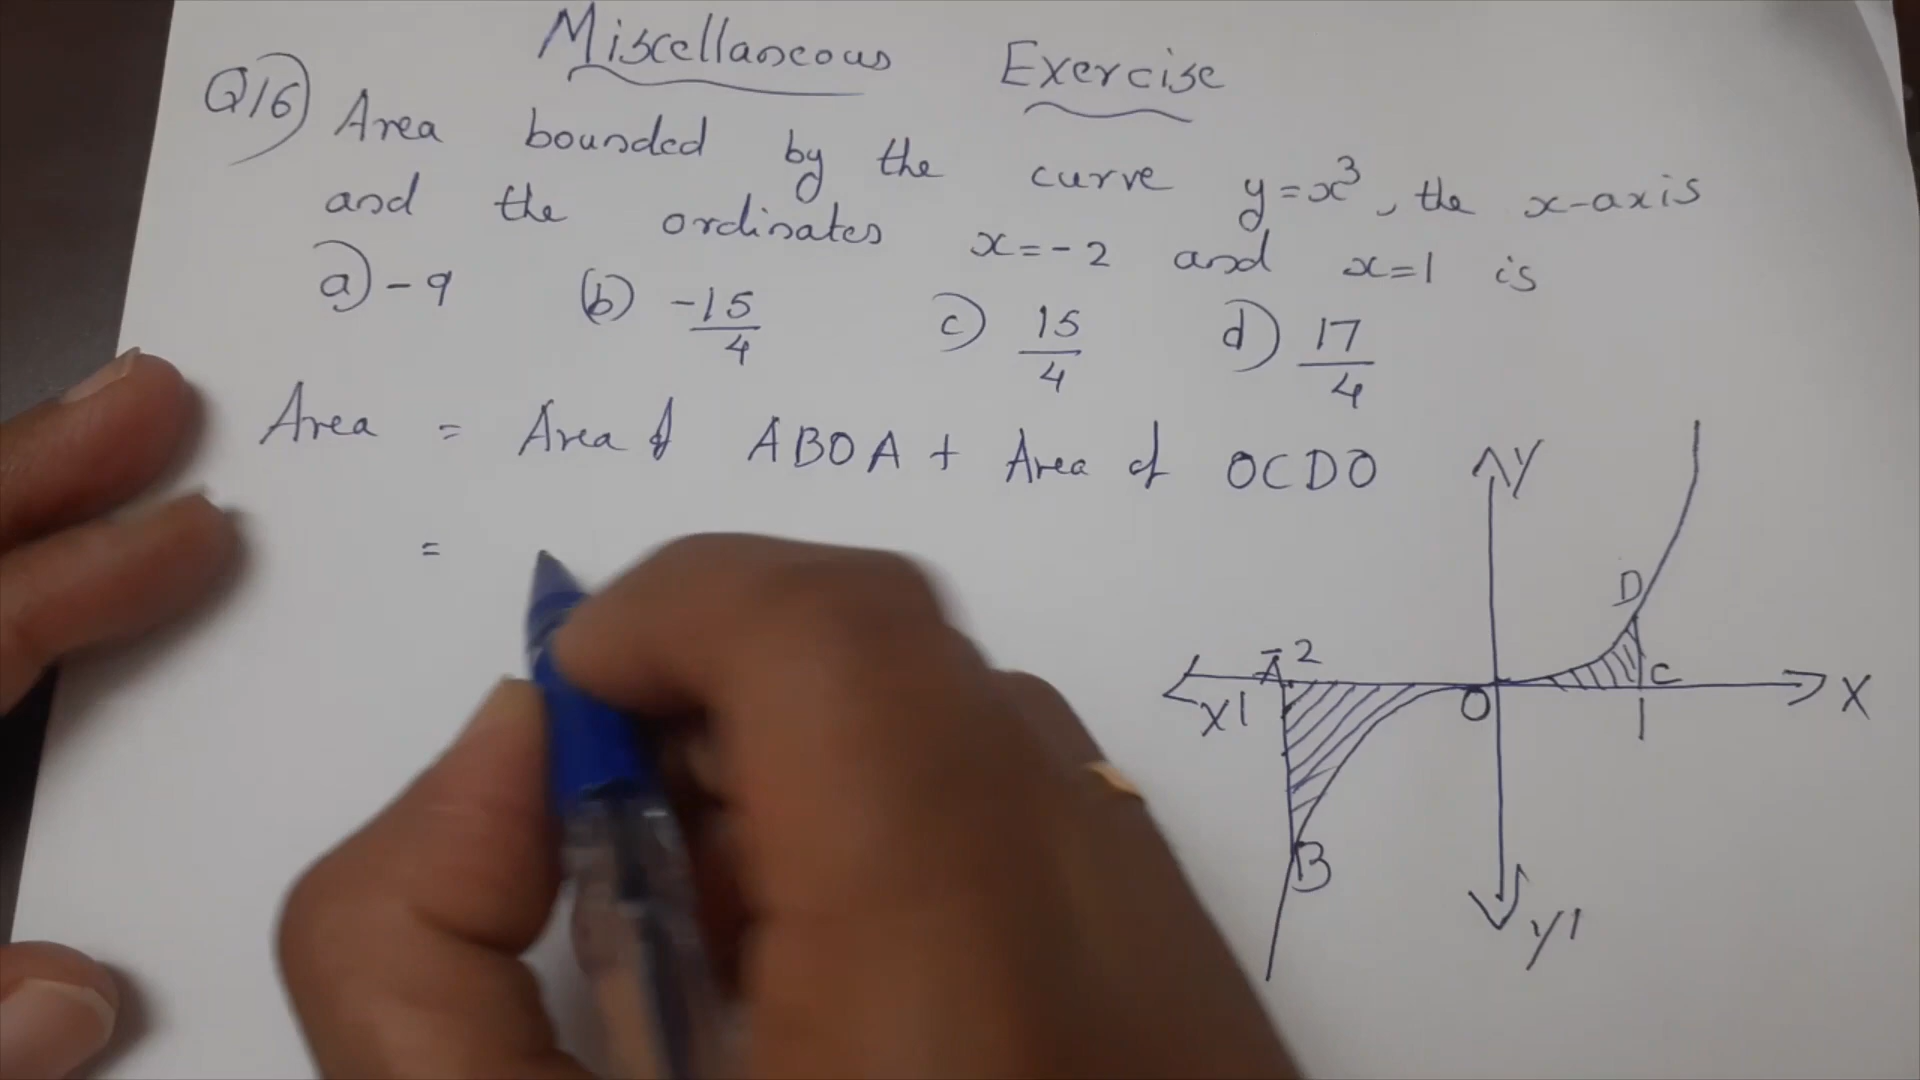 Miscellaneous Exercise
Q16) Area bounded by the curve y=x³, the x-axis
and the ordinates x=-2 and x=1 is
a) -9 (b) -15/4 c) 15/4 d) 17/4
Area = Area of ABOA + Area of OCDO
=
Y
D
A -2
C
X1
O
1
X
B
Y1